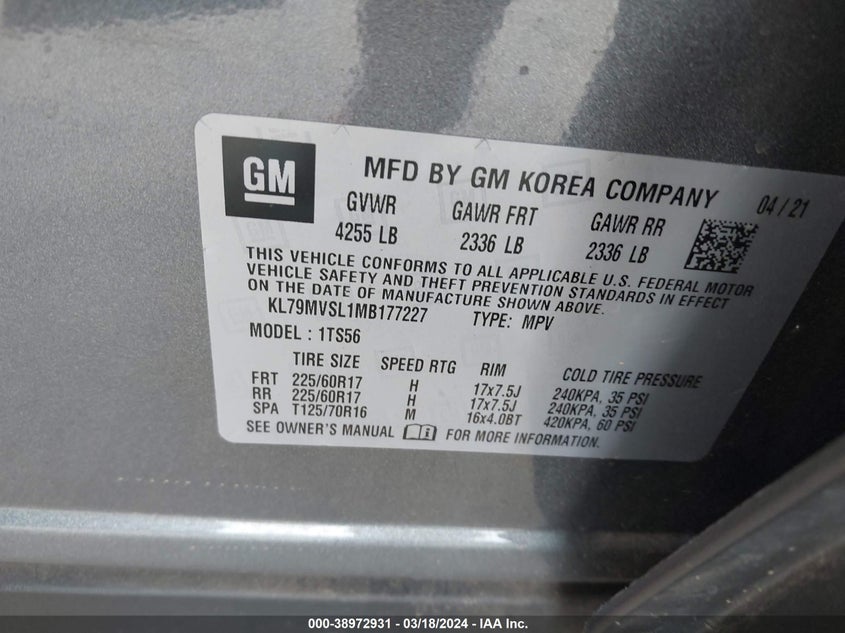 GM
MFD BY GM KOREA COMPANY 04 / 21
GVWR GAWR FRT GAWR RR
4255 LB 2336 LB 2336 LB
THIS VEHICLE CONFORMS TO ALL APPLICABLE U.S. FEDERAL MOTOR
VEHICLE SAFETY AND THEFT PREVENTION STANDARDS IN EFFECT
ON THE DATE OF MANUFACTURE SHOWN ABOVE.
KL79MVSL1MB177227 TYPE: MPV
MODEL : 1TS56
TIRE SIZE SPEED RTG RIM COLD TIRE PRESSURE
FRT 225/60R17 H 17x7.5J 240KPA, 35 PSI
RR 225/60R17 H 17x7.5J 240KPA, 35 PSI
SPA T125/70R16 M 16x4.0BT 420KPA, 60 PSI
SEE OWNER'S MANUAL FOR MORE INFORMATION.
000-38972931 - 03/18/2024 - IAA Inc.